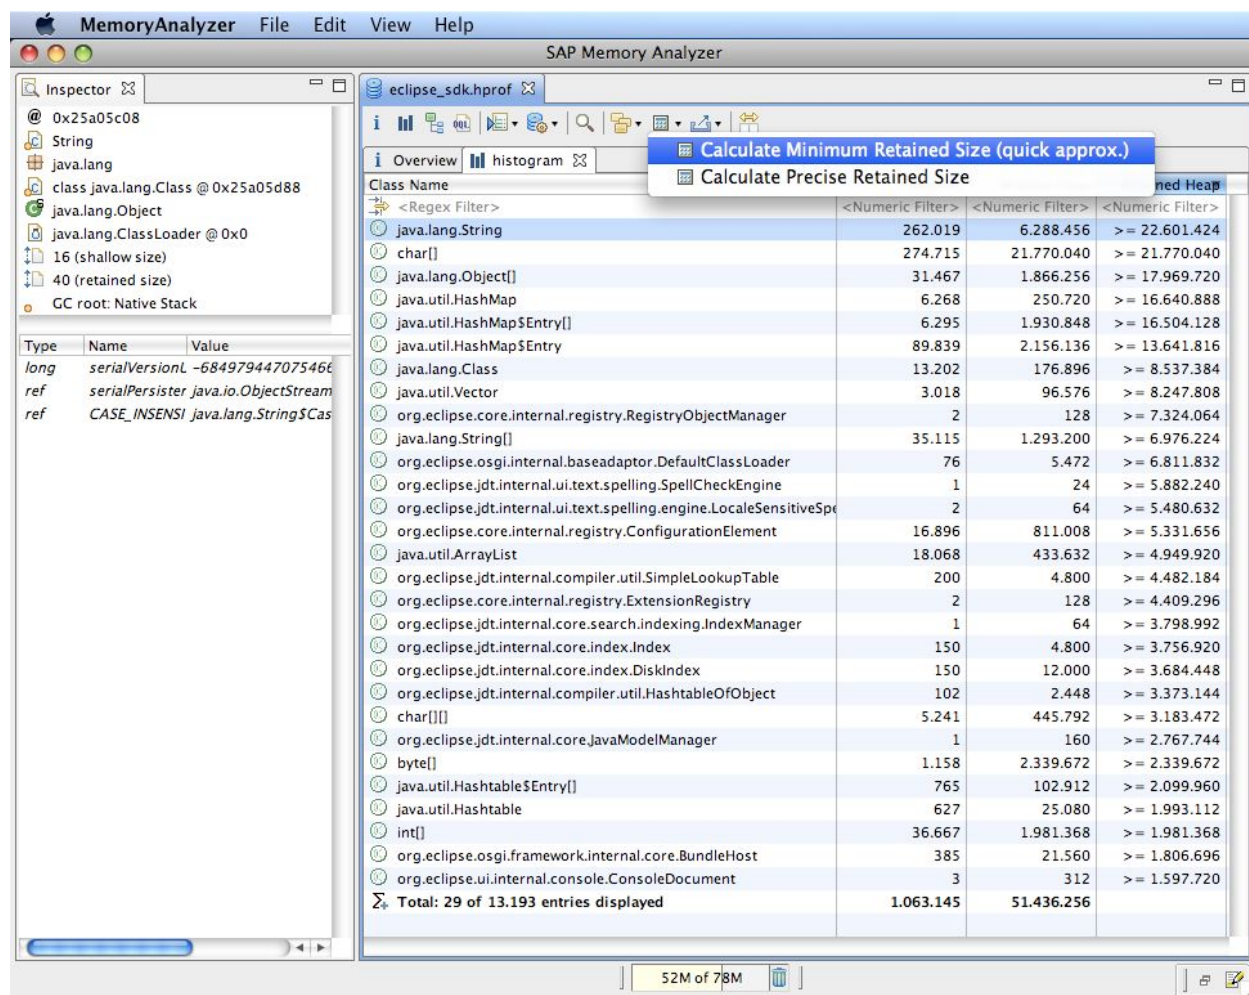 MemoryAnalyzer File Edit View Help
SAP Memory Analyzer
Inspector
@ 0x25a05c08
String
java.lang
class java.lang.Class @ 0x25a05d88
java.lang.Object
java.lang.ClassLoader @ 0x0
16 (shallow size)
40 (retained size)
GC root: Native Stack
Type Name Value
long serialVersionU -684979447075466
ref serialPersister java.io.ObjectStream
ref CASE_INSENSI java.lang.String$Cas
eclipse_sdk.hprof
i OQL
Calculate Minimum Retained Size (quick approx.)
Calculate Precise Retained Size
i Overview histogram
Class Name ned Heap
<Regex Filter> <Numeric Filter> <Numeric Filter> <Numeric Filter>
java.lang.String 262.019 6.288.456 >= 22.601.424
char[] 274.715 21.770.040 >= 21.770.040
java.lang.Object[] 31.467 1.866.256 >= 17.969.720
java.util.HashMap 6.268 250.720 >= 16.640.888
java.util.HashMap$Entry[] 6.295 1.930.848 >= 16.504.128
java.util.HashMap$Entry 89.839 2.156.136 >= 13.641.816
java.lang.Class 13.202 176.896 >= 8.537.384
java.util.Vector 3.018 96.576 >= 8.247.808
org.eclipse.core.internal.registry.RegistryObjectManager 2 128 >= 7.324.064
java.lang.String[] 35.115 1.293.200 >= 6.976.224
org.eclipse.osgi.internal.baseadaptor.DefaultClassLoader 76 5.472 >= 6.811.832
org.eclipse.jdt.internal.ui.text.spelling.SpellCheckEngine 1 24 >= 5.882.240
org.eclipse.jdt.internal.ui.text.spelling.engine.LocaleSensitiveSpe 2 64 >= 5.480.632
org.eclipse.core.internal.registry.ConfigurationElement 16.896 811.008 >= 5.331.656
java.util.ArrayList 18.068 433.632 >= 4.949.920
org.eclipse.jdt.internal.compiler.util.SimpleLookupTable 200 4.800 >= 4.482.184
org.eclipse.core.internal.registry.ExtensionRegistry 2 128 >= 4.409.296
org.eclipse.jdt.internal.core.search.indexing.IndexManager 1 64 >= 3.798.992
org.eclipse.jdt.internal.core.index.Index 150 4.800 >= 3.756.920
org.eclipse.jdt.internal.core.index.DiskIndex 150 12.000 >= 3.684.448
org.eclipse.jdt.internal.compiler.util.HashtableOfObject 102 2.448 >= 3.373.144
char[][] 5.241 445.792 >= 3.183.472
org.eclipse.jdt.internal.core.JavaModelManager 1 160 >= 2.767.744
byte[] 1.158 2.339.672 >= 2.339.672
java.util.Hashtable$Entry[] 765 102.912 >= 2.099.960
java.util.Hashtable 627 25.080 >= 1.993.112
int[] 36.667 1.981.368 >= 1.981.368
org.eclipse.osgi.framework.internal.core.BundleHost 385 21.560 >= 1.806.696
org.eclipse.ui.internal.console.ConsoleDocument 3 312 >= 1.597.720
Total: 29 of 13.193 entries displayed 1.063.145 51.436.256
52M of 78M